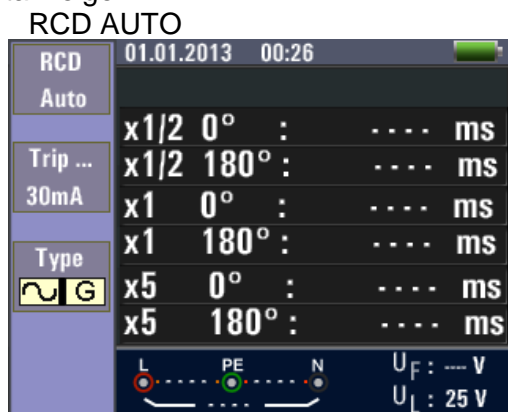 RCD AUTO
RCD
Auto
Trip ...
30mA
Type
G
01.01.2013 00:26
x1/2 0° : ---- ms
x1/2 180° : ---- ms
x1 0° : ---- ms
x1 180° : ---- ms
x5 0° : ---- ms
x5 180° : ---- ms
L PE N
----
UF : --- V
UL : 25 V